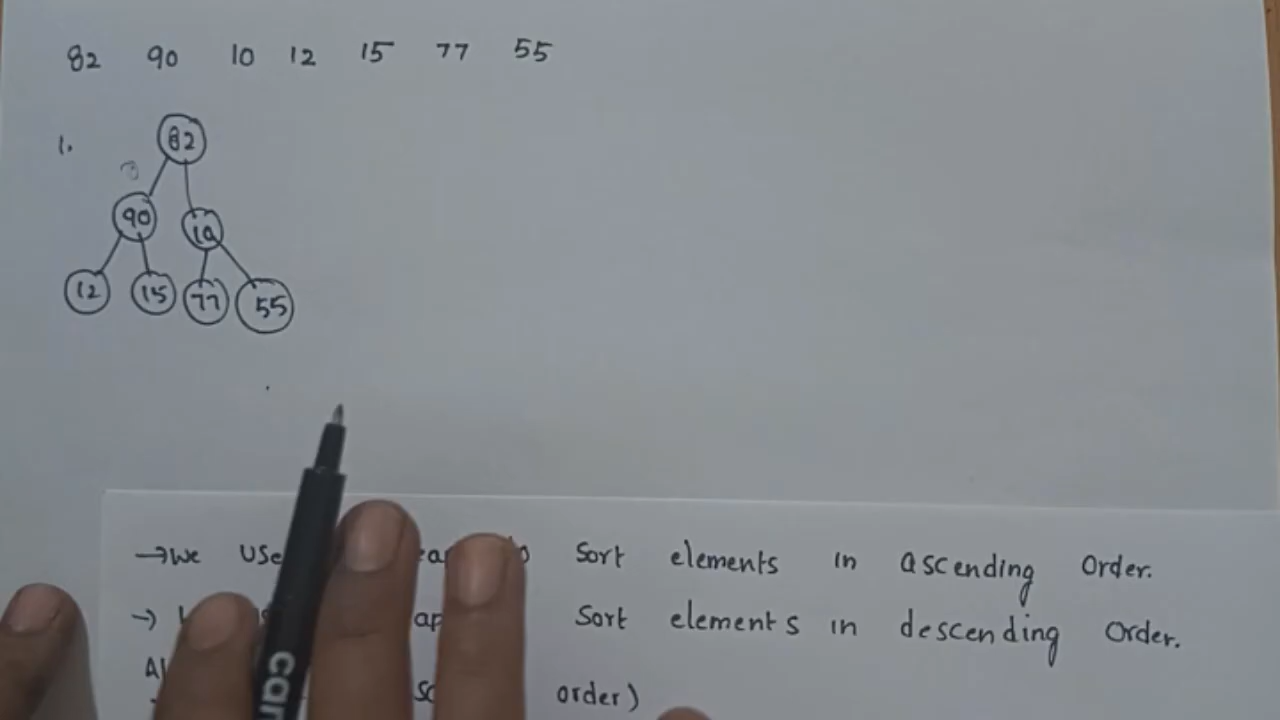 82 90 10 12 15 77 55
1.
82
90 10
12 15 77 55
→We Use Sort elements in ascending Order.
→ Sort elements in descending Order.
order)
can